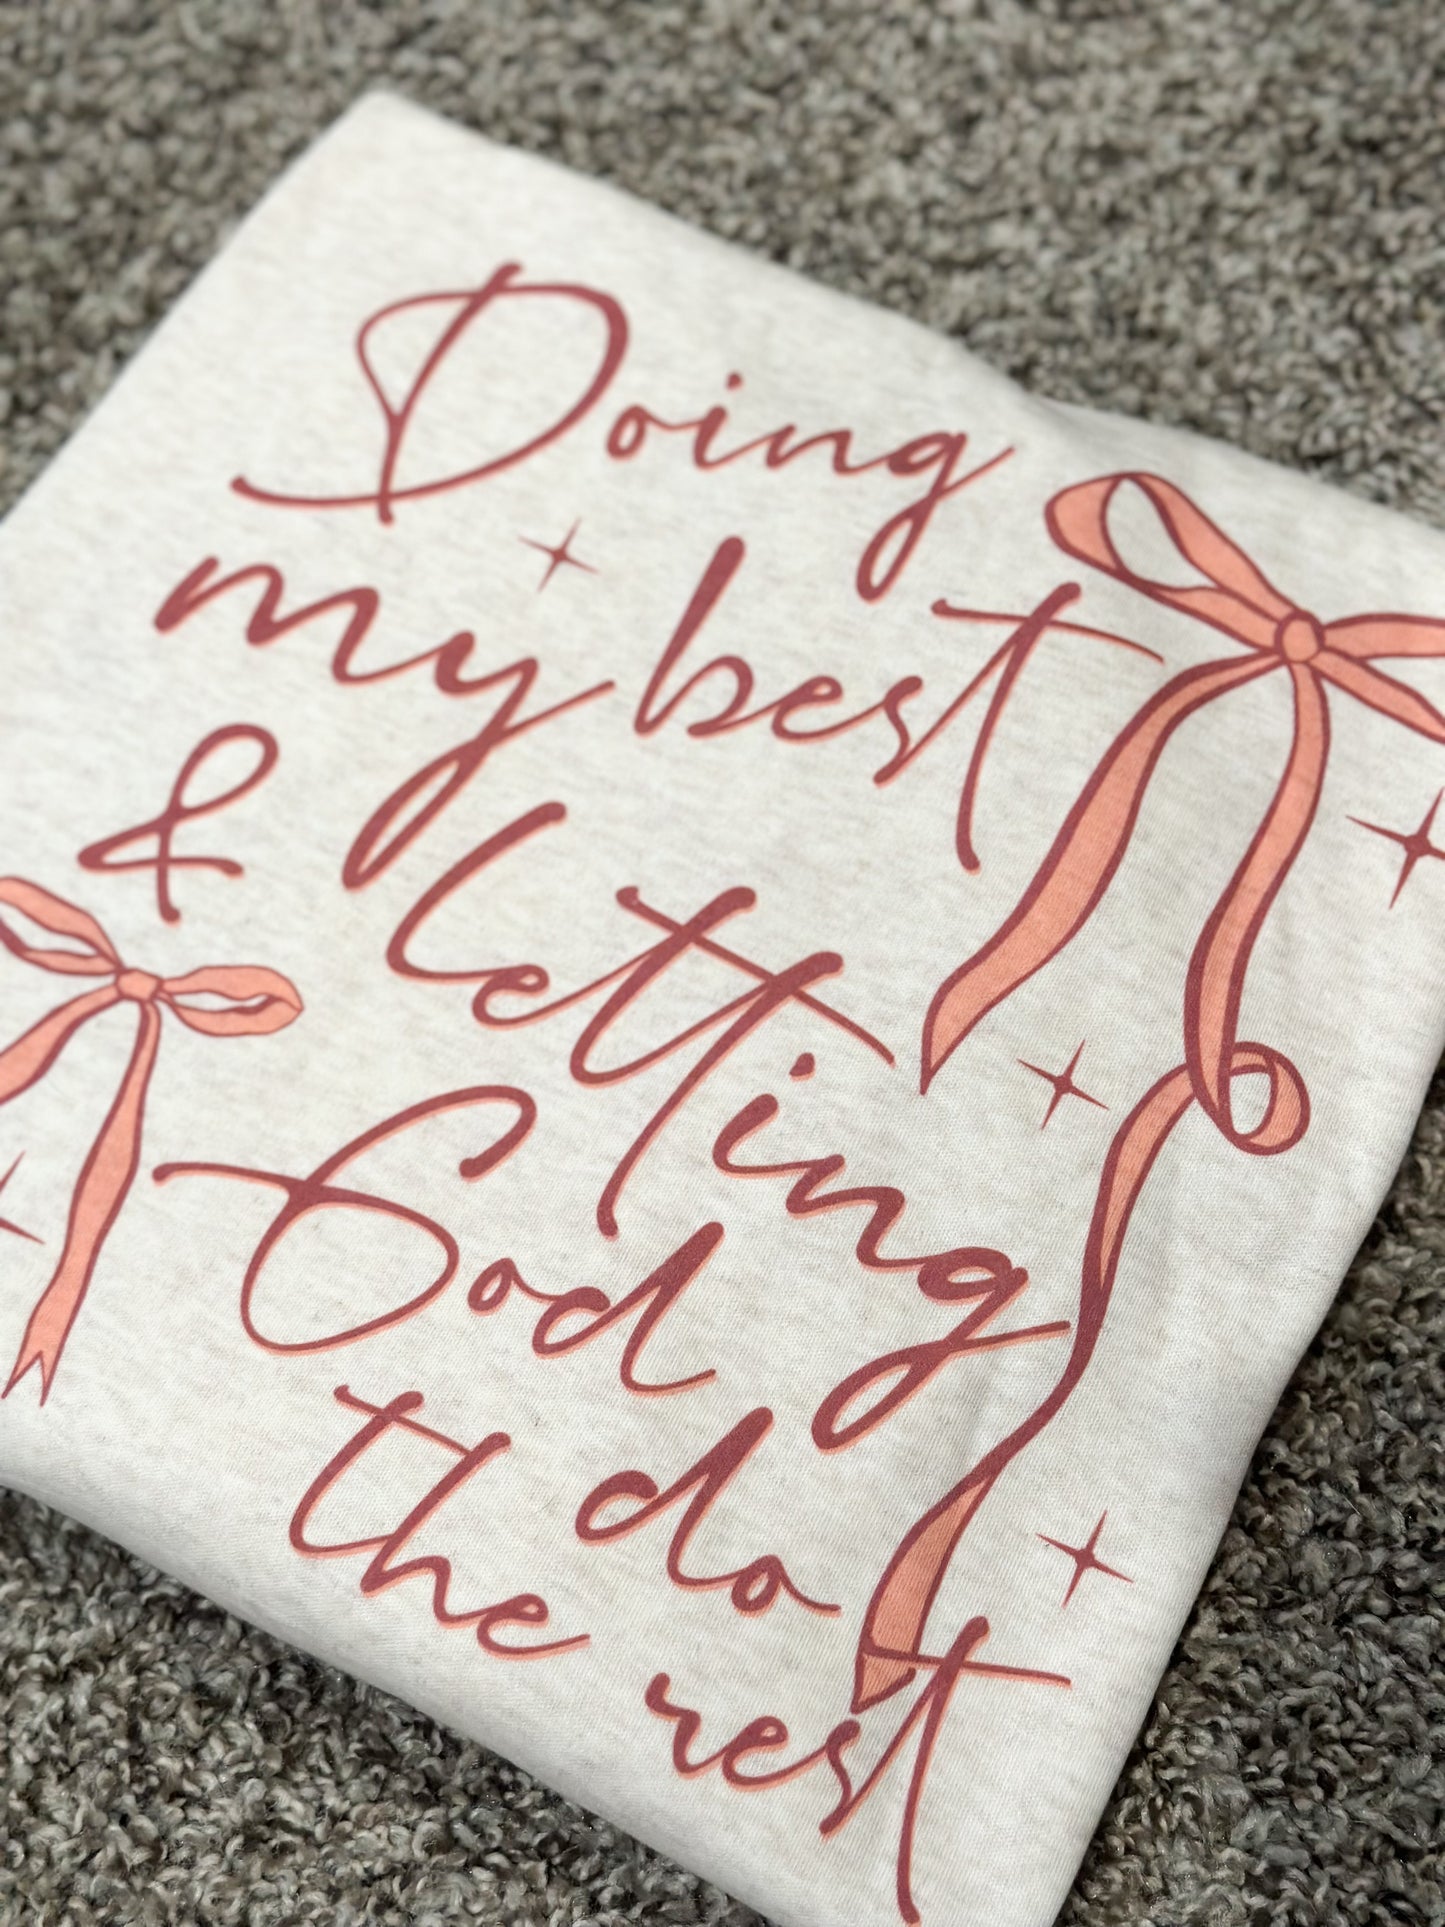 Doing
my best
& letting
God
the do
rest